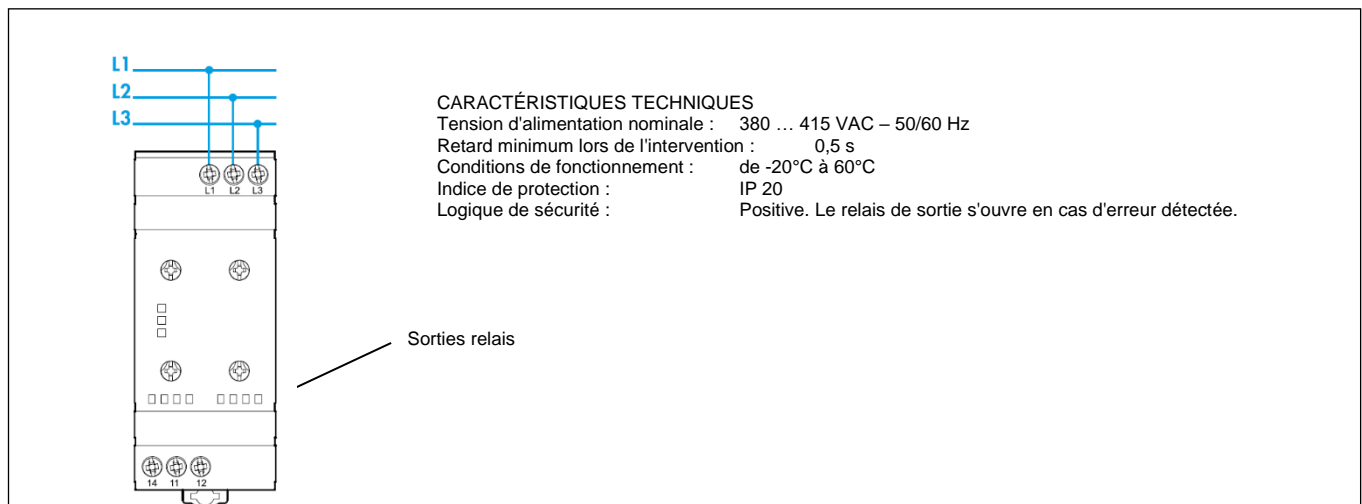 L1
L2
L3
CARACTÉRISTIQUES TECHNIQUES
Tension d'alimentation nominale : 380 … 415 VAC – 50/60 Hz
Retard minimum lors de l'intervention : 0,5 s
Conditions de fonctionnement : de -20°C à 60°C
Indice de protection : IP 20
Logique de sécurité : Positive. Le relais de sortie s'ouvre en cas d'erreur détectée.
L1 L2 L3
Sorties relais
14 11 12